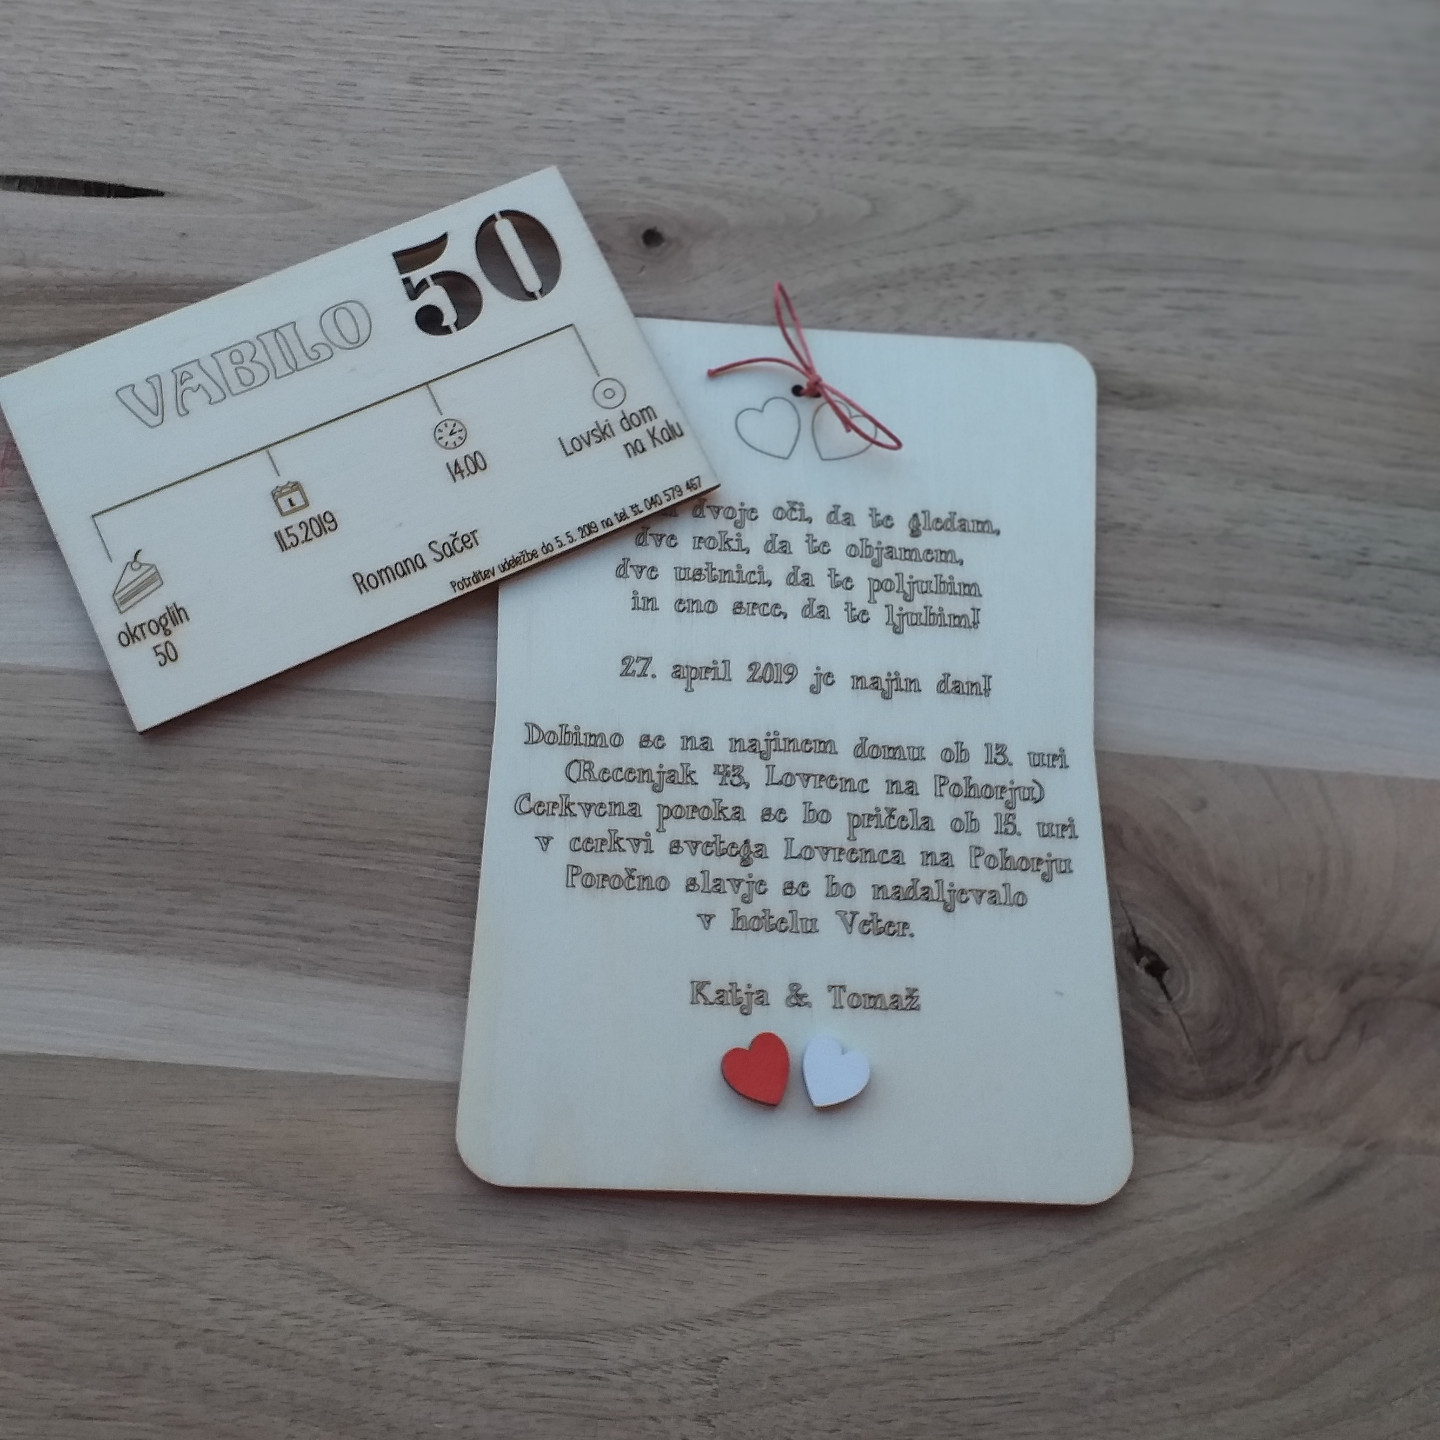 VABILO 50
okroglih
50
11.5.2019
14.00
Lovski dom
na Kalu
Romana Sačer
Potrditev udeležbe do 5. 5. 2019 na tel. št. 040 579 467
dvoje oči, da te gledam,
dve roki, da te objamem,
dve ustnici, da te poljubim
in eno srce, da te ljubim!
27. april 2019 je najin dan!
Dobimo se na najinem domu ob 13. uri
(Recenjak 43, Lovrenc na Pohorju)
Cerkvena poroka se bo pričela ob 15. uri
v cerkvi svetega Lovrenca na Pohorju
Poročno slavje se bo nadaljevalo
v hotelu Veter.
Katja & Tomaž